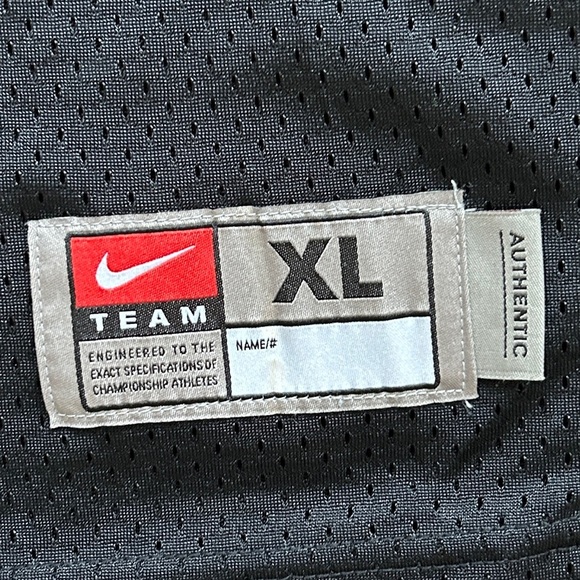 TEAM
ENGINEERED TO THE
EXACT SPECIFICATIONS OF
CHAMPIONSHIP ATHLETES
XL
NAME/#
AUTHENTIC